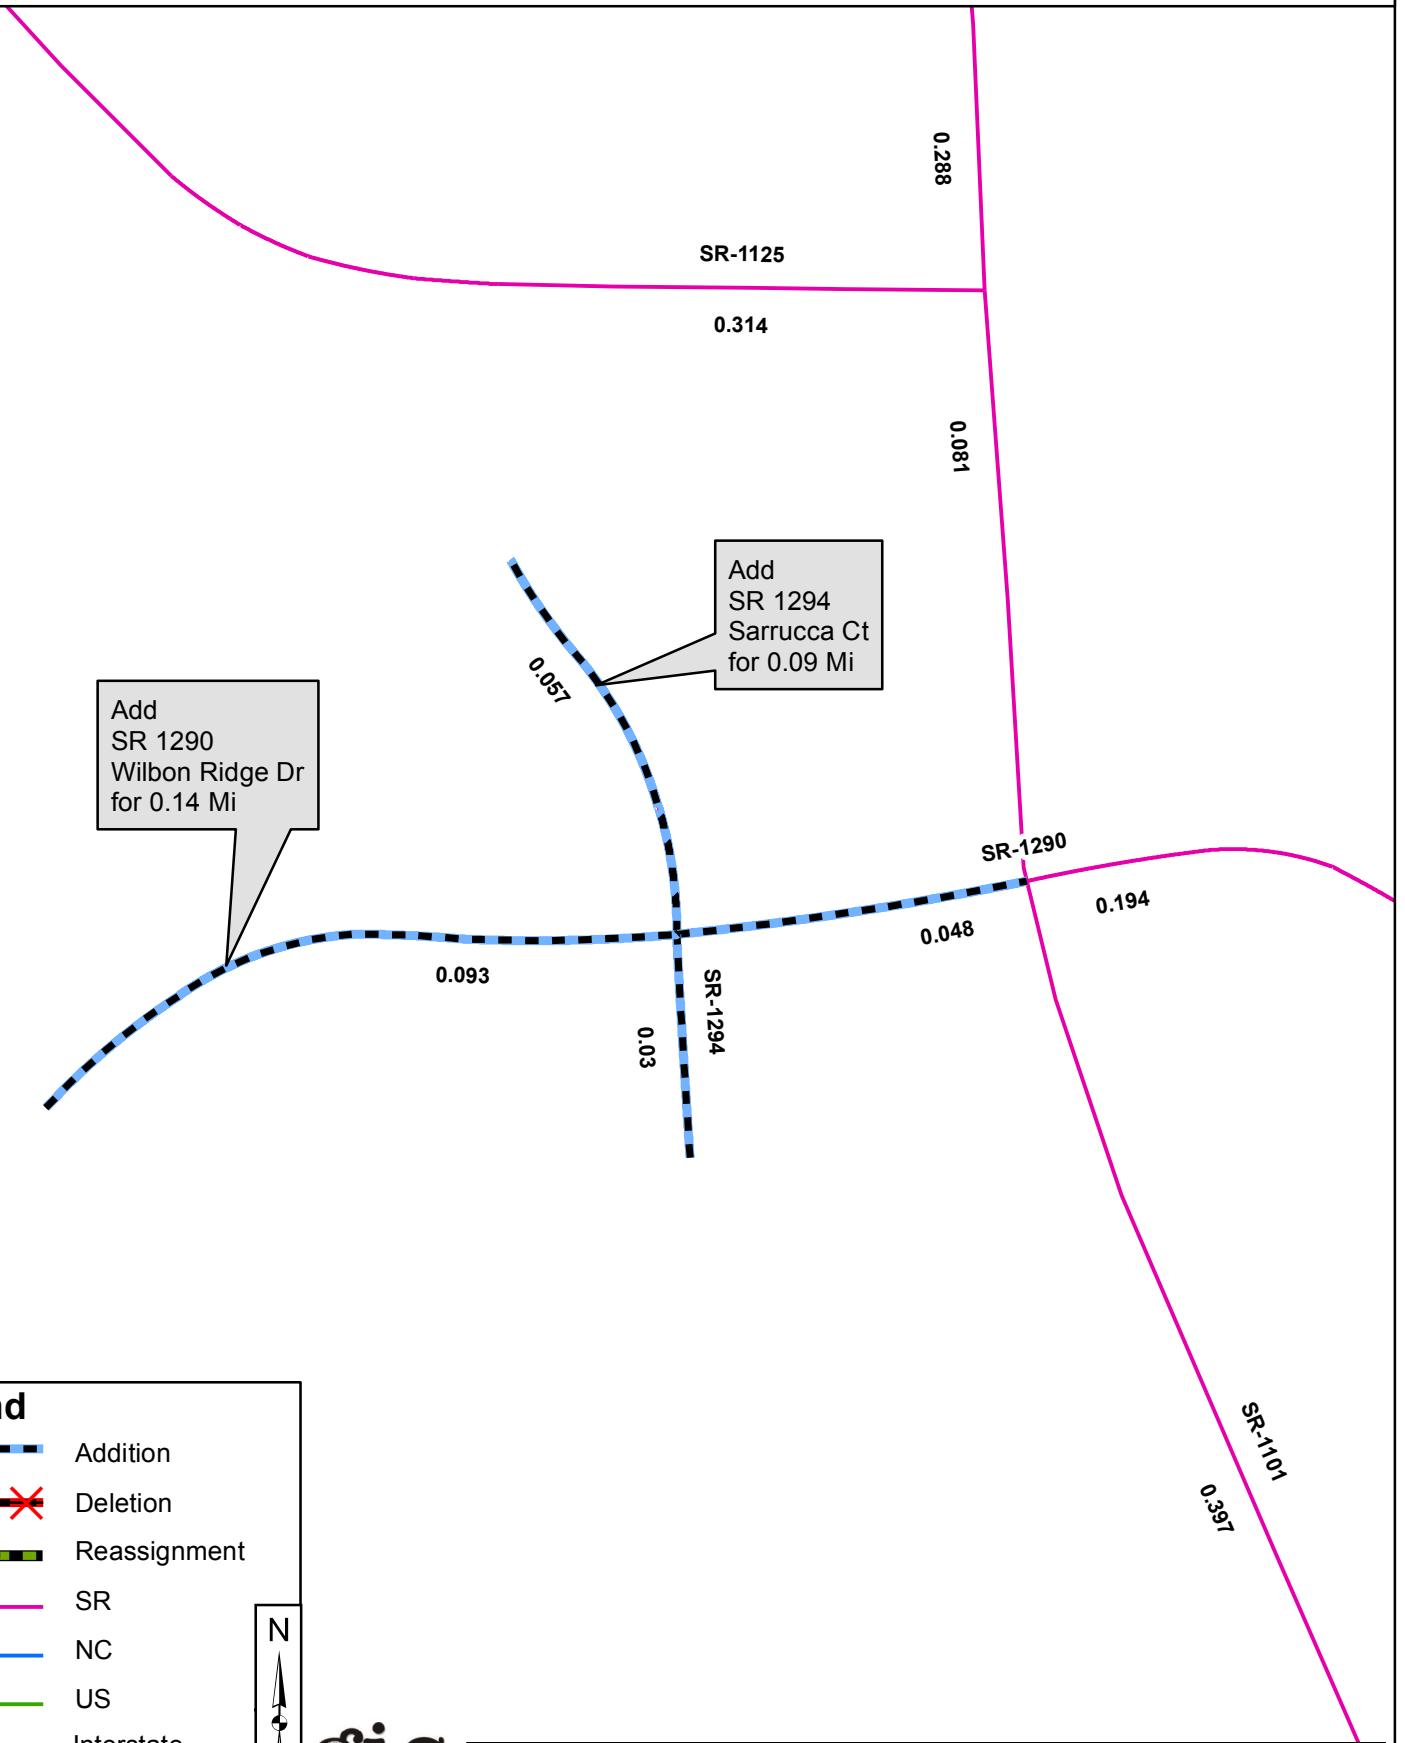 0.288
SR-1125
0.314
0.081
Add
SR 1294
Sarrucca Ct
for 0.09 Mi
0.057
Add
SR 1290
Wilbon Ridge Dr
for 0.14 Mi
SR-1290
0.194
0.048
0.093
SR-1294
0.03
SR-1101
0.397
nd
Addition
Deletion
Reassignment
SR
NC
US
Interstate
N